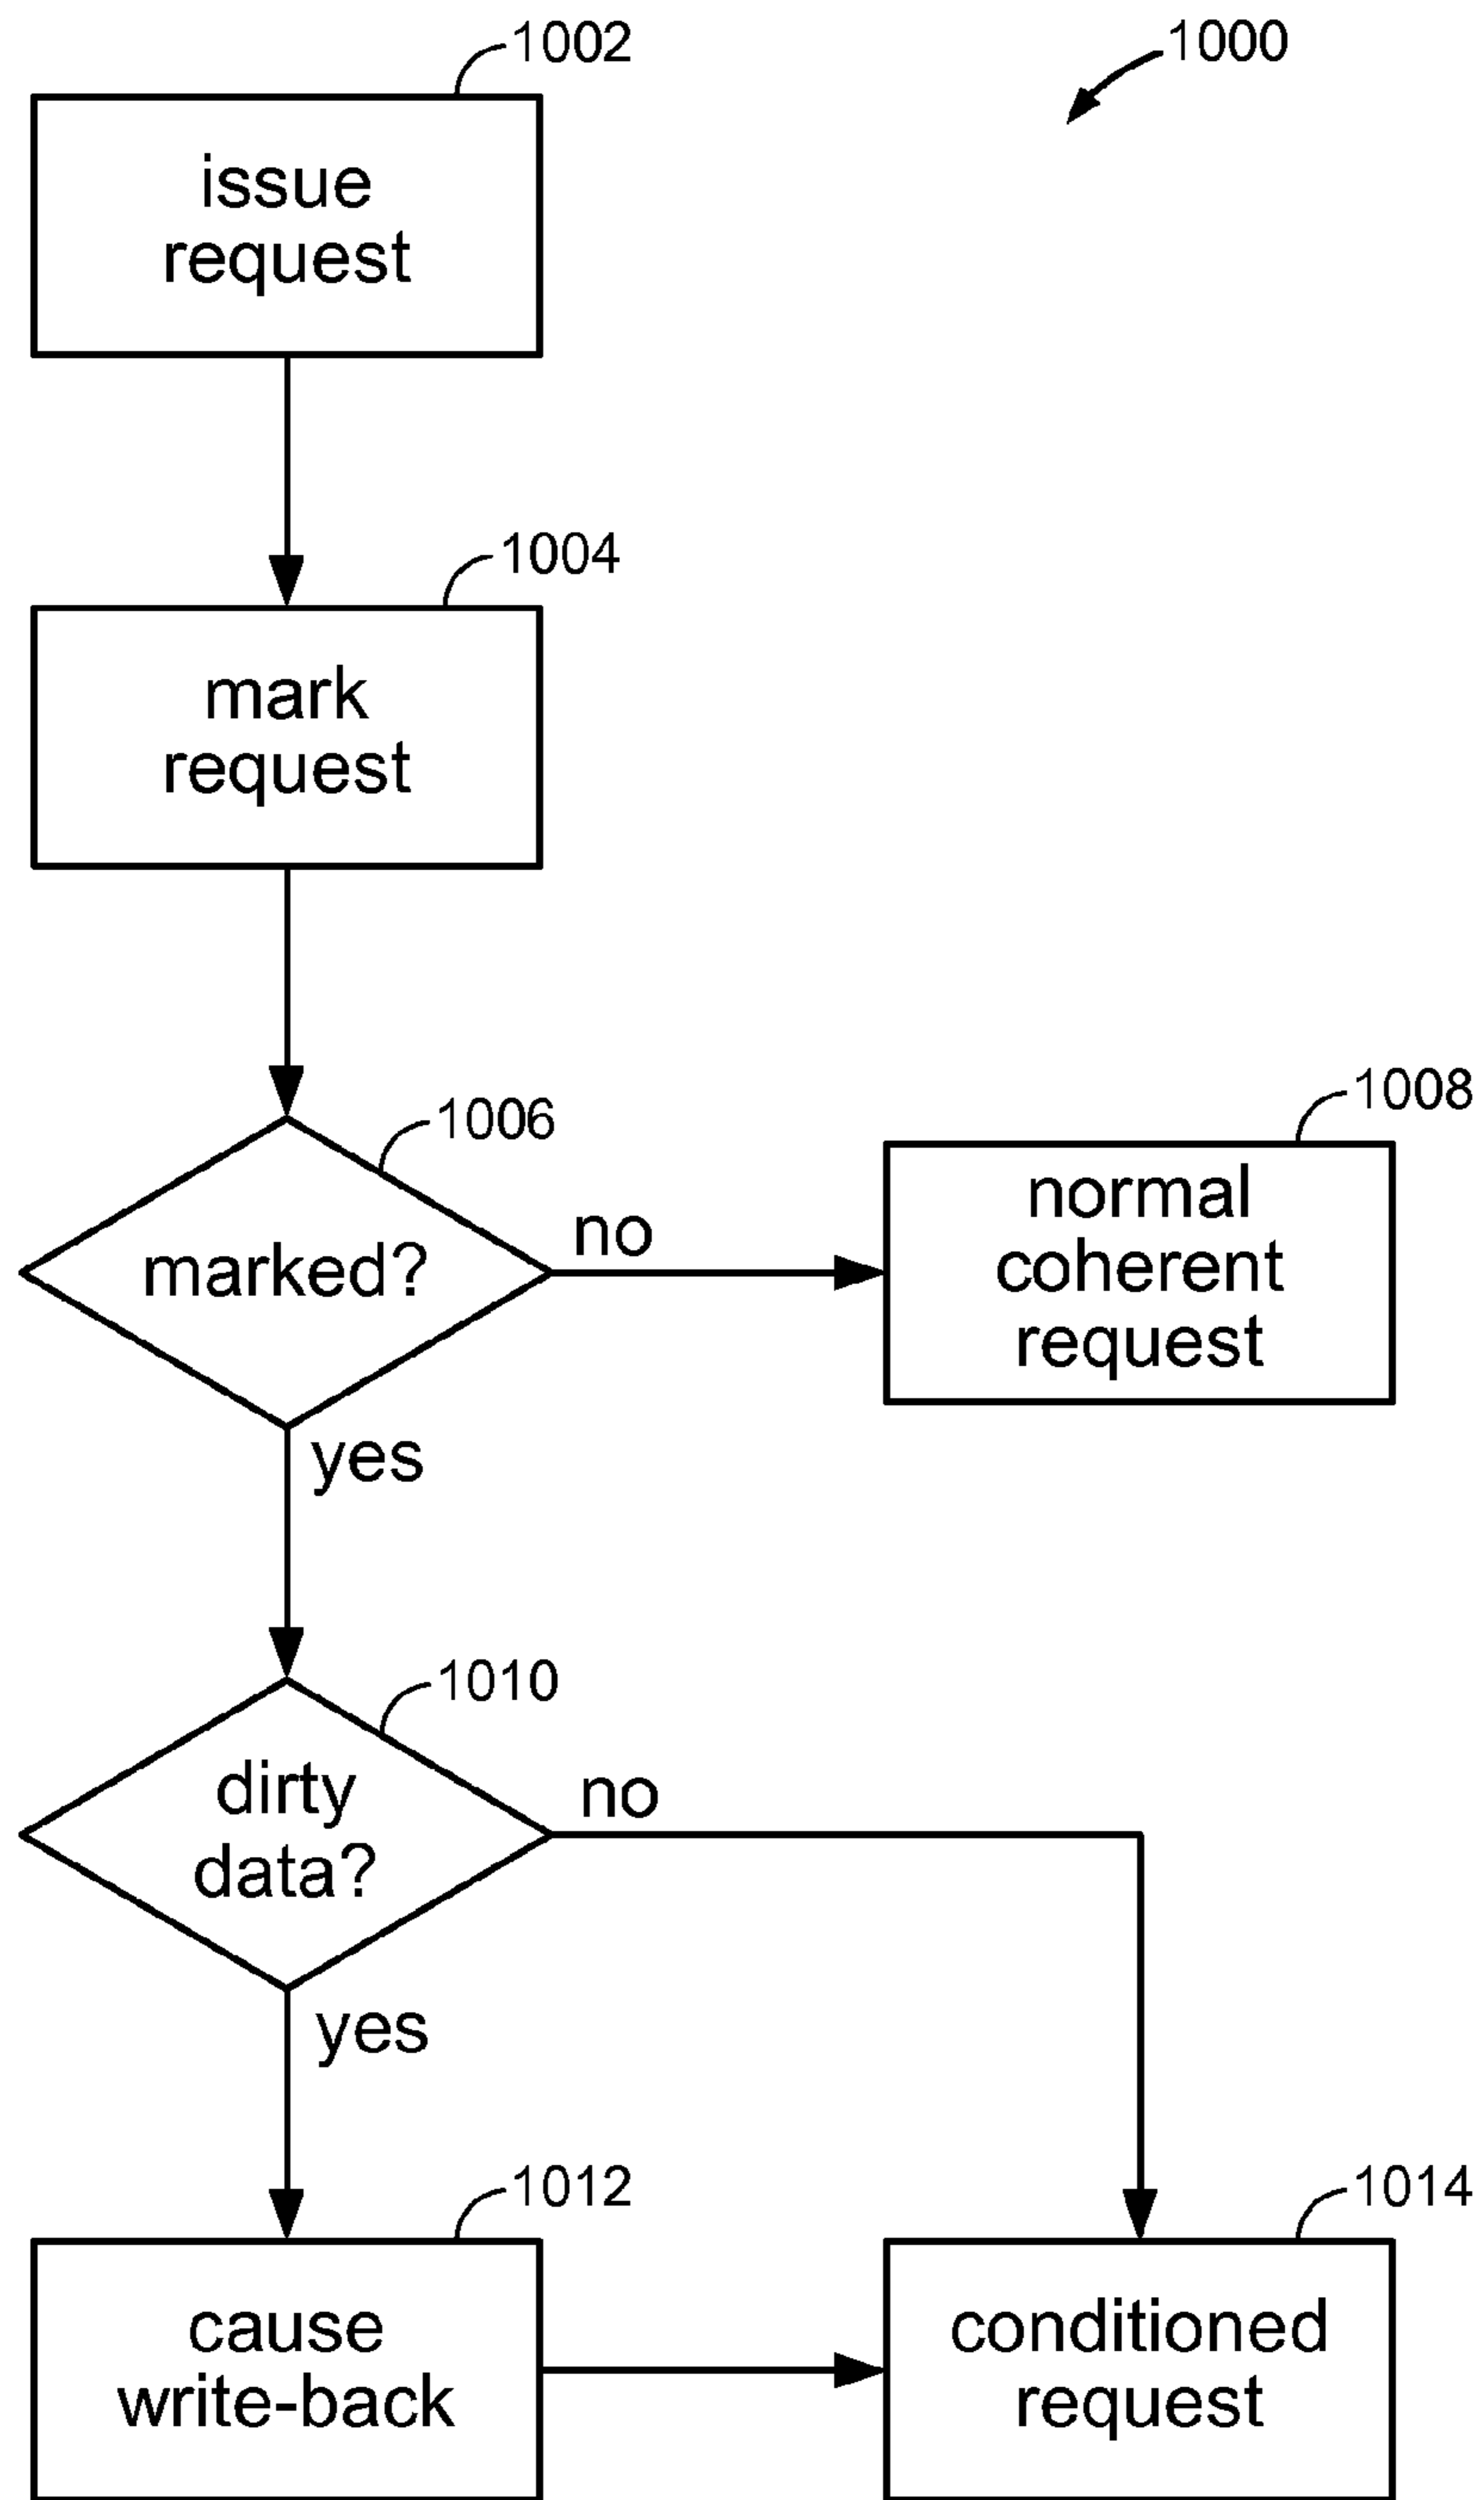 1002
1000
issue
request
1004
mark
request
1006
1008
marked?
no
normal
coherent
request
yes
1010
dirty
data?
no
yes
1012
1014
cause
write-back
conditioned
request